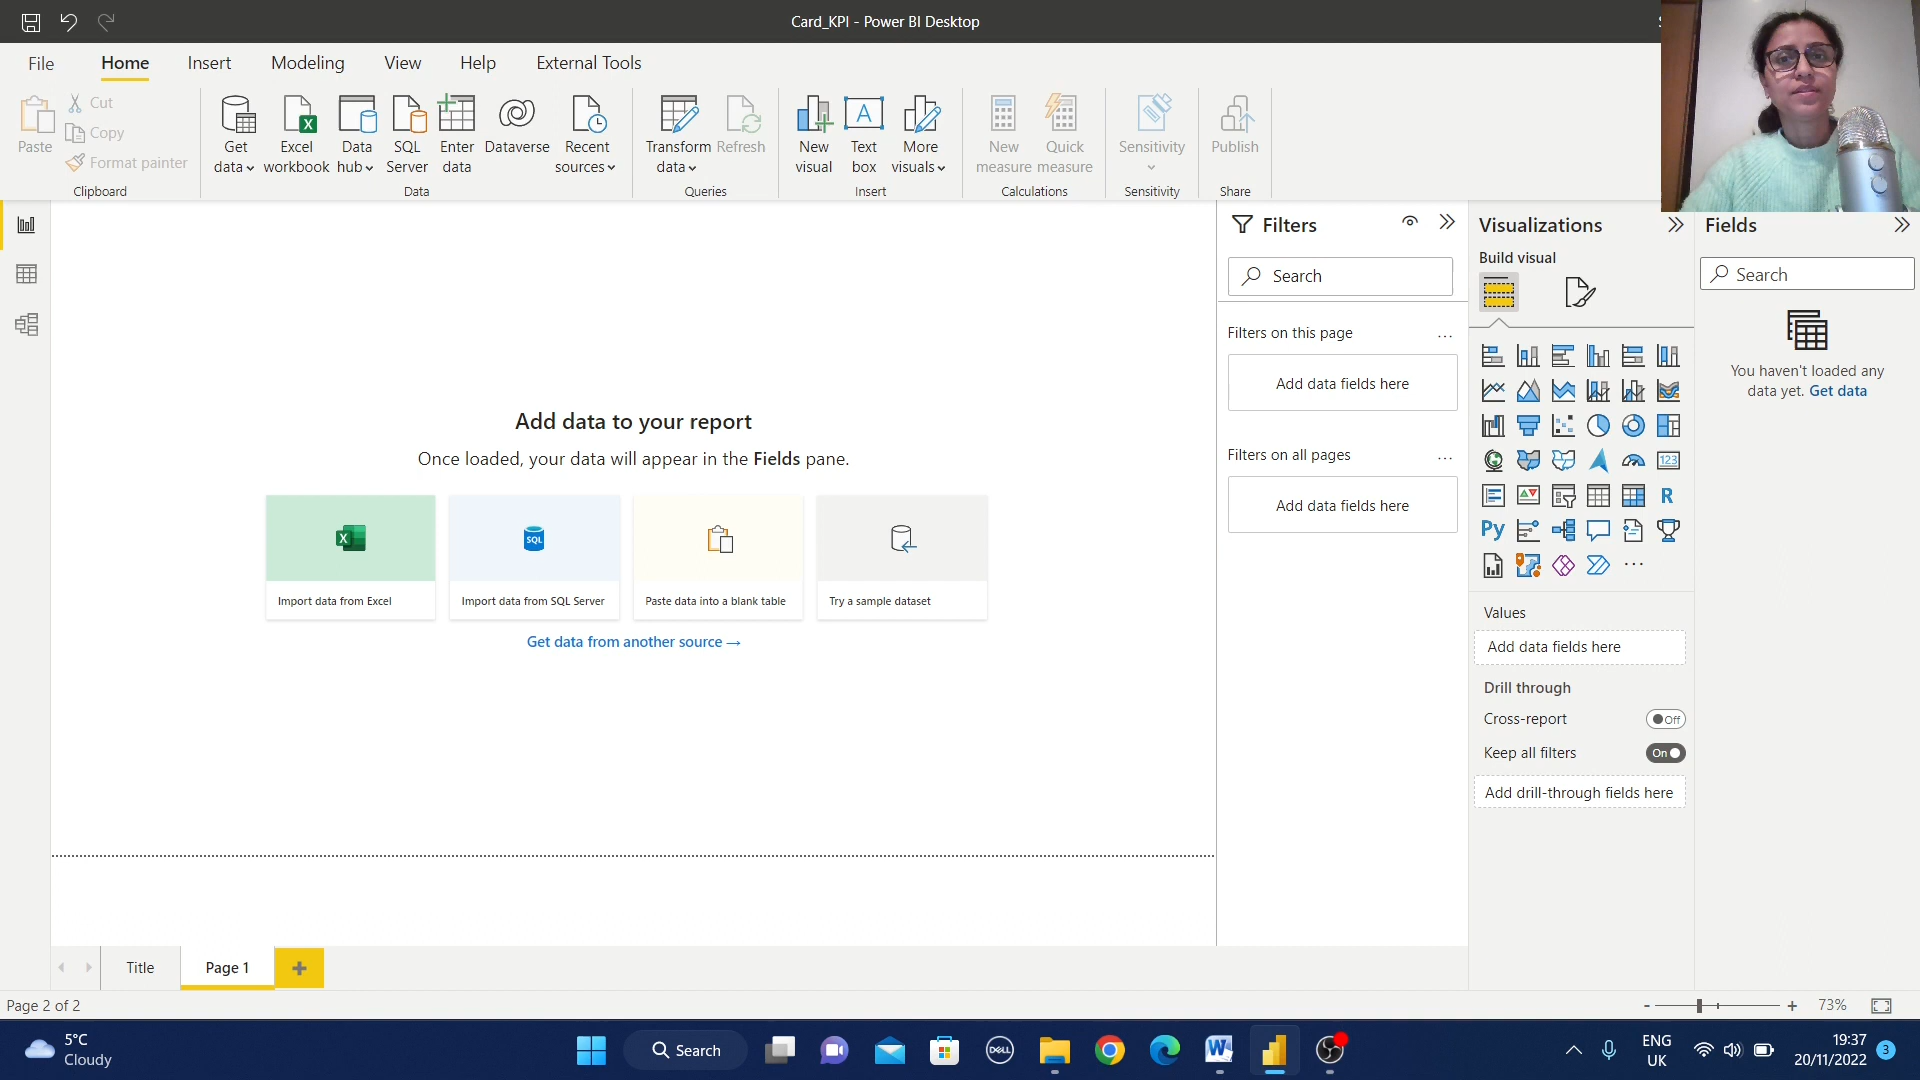 Card_KPI - Power BI Desktop
File Home Insert Modeling View Help External Tools
Paste
Cut
Copy
Format painter
Clipboard
Get data
Excel workbook
Data hub
SQL Server
Enter data
Dataverse
Recent sources
Data
Transform data
Refresh
Queries
New visual
A
Text box
More visuals
Insert
New measure
Quick measure
Calculations
Sensitivity
Sensitivity
Publish
Share
Filters
Search
Filters on this page ...
Add data fields here
Filters on all pages ...
Add data fields here
Visualizations
Build visual
123
R
Py
...
Values
Add data fields here
Drill through
Cross-report Off
Keep all filters On
Add drill-through fields here
Fields
Search
You haven't loaded any
data yet. Get data
Add data to your report
Once loaded, your data will appear in the Fields pane.
X
SQL
Import data from Excel
Import data from SQL Server
Paste data into a blank table
Try a sample dataset
Get data from another source →
Title
Page 1
+
Page 2 of 2
- + 73%
5°C
Cloudy
Search
DELL
W
ENG
UK
19:37
20/11/2022
3